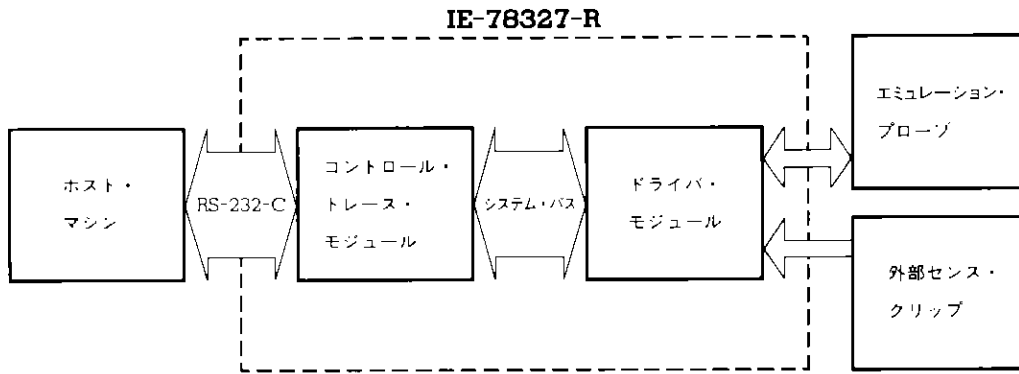 IE-78327-R
ホスト・
マシン
RS-232-C
コントロール・
トレース・
モジュール
システム・バス
ドライバ・
モジュール
エミュレーション・
プローブ
外部センス・
クリップ